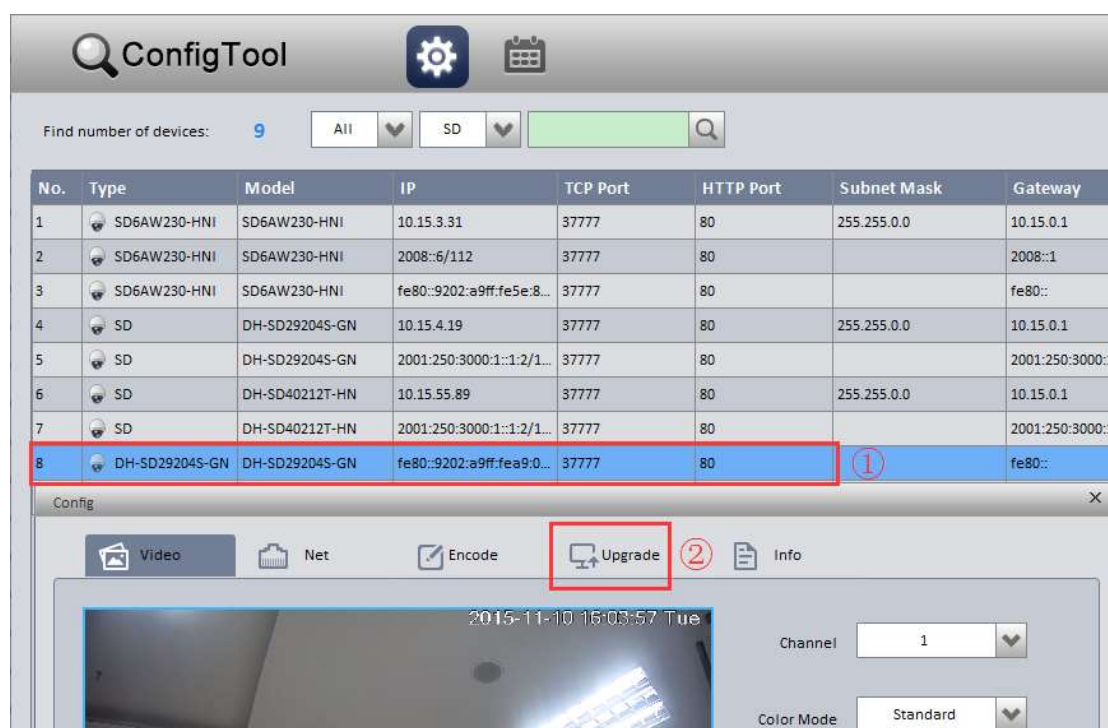 ConfigTool
Find number of devices: 9 All SD
No. Type Model IP TCP Port HTTP Port Subnet Mask Gateway
1 SD6AW230-HNI SD6AW230-HNI 10.15.3.31 37777 80 255.255.0.0 10.15.0.1
2 SD6AW230-HNI SD6AW230-HNI 2008::6/112 37777 80 2008::1
3 SD6AW230-HNI SD6AW230-HNI fe80::9202:a9ff:fe5e:8... 37777 80 fe80::
4 SD DH-SD29204S-GN 10.15.4.19 37777 80 255.255.0.0 10.15.0.1
5 SD DH-SD29204S-GN 2001:250:3000:1::1:2/1... 37777 80 2001:250:3000:
6 SD DH-SD40212T-HN 10.15.55.89 37777 80 255.255.0.0 10.15.0.1
7 SD DH-SD40212T-HN 2001:250:3000:1::1:2/1... 37777 80 2001:250:3000:
8 DH-SD29204S-GN DH-SD29204S-GN fe80::9202:a9ff:fea9:0... 37777 80 ① fe80::
Config
Video Net Encode Upgrade ② Info
2015-11-10 16:03:57 Tue
Channel 1
Color Mode Standard